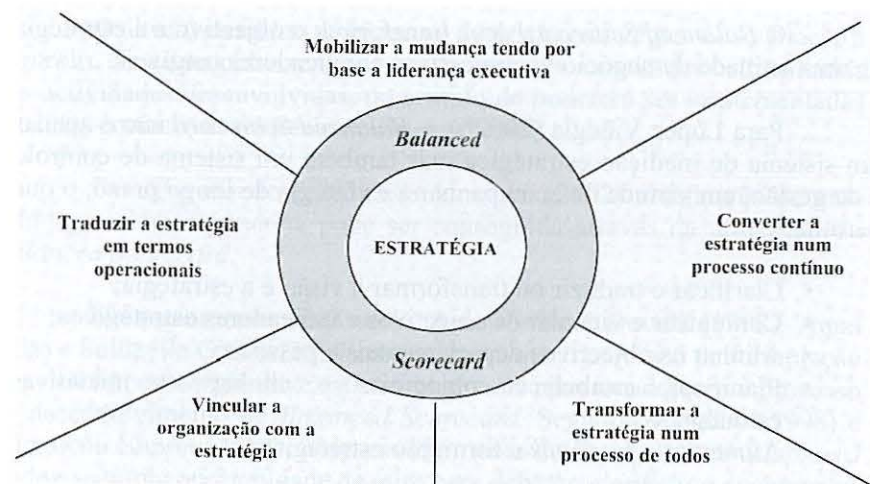 Mobilizar a mudança tendo por
base a liderança executiva
Balanced
Traduzir a estratégia
em termos
operacionais
ESTRATÉGIA
Converter a
estratégia num
processo contínuo
Scorecard
Vincular a
organização com a
estratégia
Transformar a
estratégia num
processo de todos